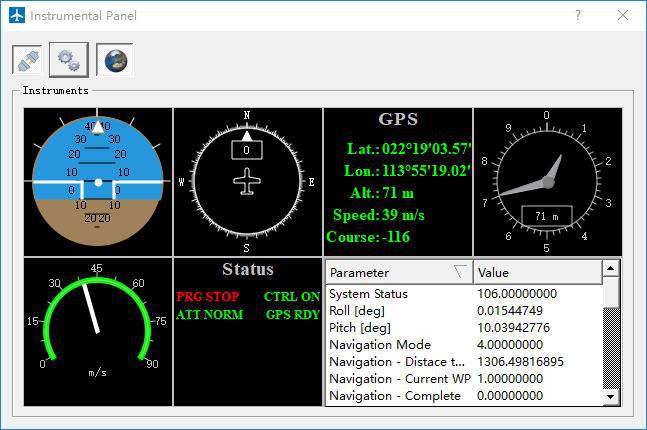 Instrumental Panel
?
Instruments
40 40
20 20
10 10
0 0
10 10
20 20
N
0
W E
S
GPS
Lat.: 022°19'03.57'
Lon.: 113°55'19.02'
Alt.: 71 m
Speed: 39 m/s
Course: -116
0
9 1
8 2
7 3
6 4
5
71 m
45
30 60
15 75
0 90
m/s
Status
PRG STOP CTRL ON
ATT NORM GPS RDY
Parameter Value
System Status 106.00000000
Roll [deg] 0.01544749
Pitch [deg] 10.03942776
Navigation Mode 4.00000000
Navigation - Distace t... 1306.49816895
Navigation - Current WP 1.00000000
Navigation - Complete 0.00000000